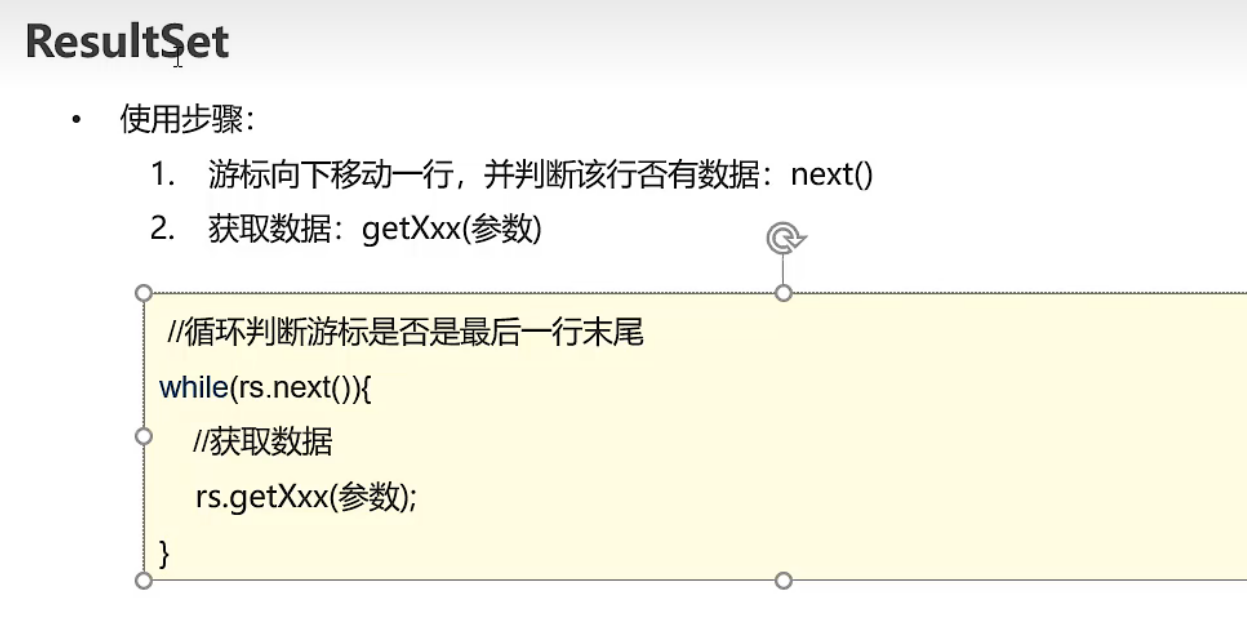 ResultSet
• 使用步骤：
1. 游标向下移动一行，并判断该行否有数据：next()
2. 获取数据：getXxx(参数)
//循环判断游标是否是最后一行末尾
while(rs.next()){
//获取数据
rs.getXxx(参数);
}